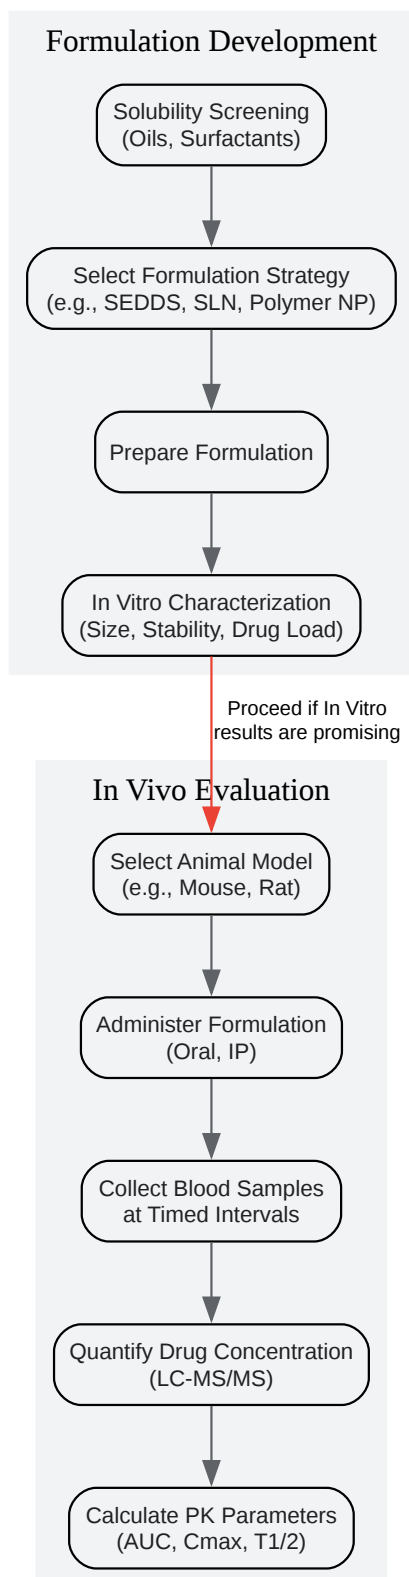 Formulation Development
Solubility Screening
(Oils, Surfactants)
Select Formulation Strategy
(e.g., SEDDS, SLN, Polymer NP)
Prepare Formulation
In Vitro Characterization
(Size, Stability, Drug Load)
Proceed if In Vitro
results are promising
In Vivo Evaluation
Select Animal Model
(e.g., Mouse, Rat)
Administer Formulation
(Oral, IP)
Collect Blood Samples
at Timed Intervals
Quantify Drug Concentration
(LC-MS/MS)
Calculate PK Parameters
(AUC, Cmax, T1/2)